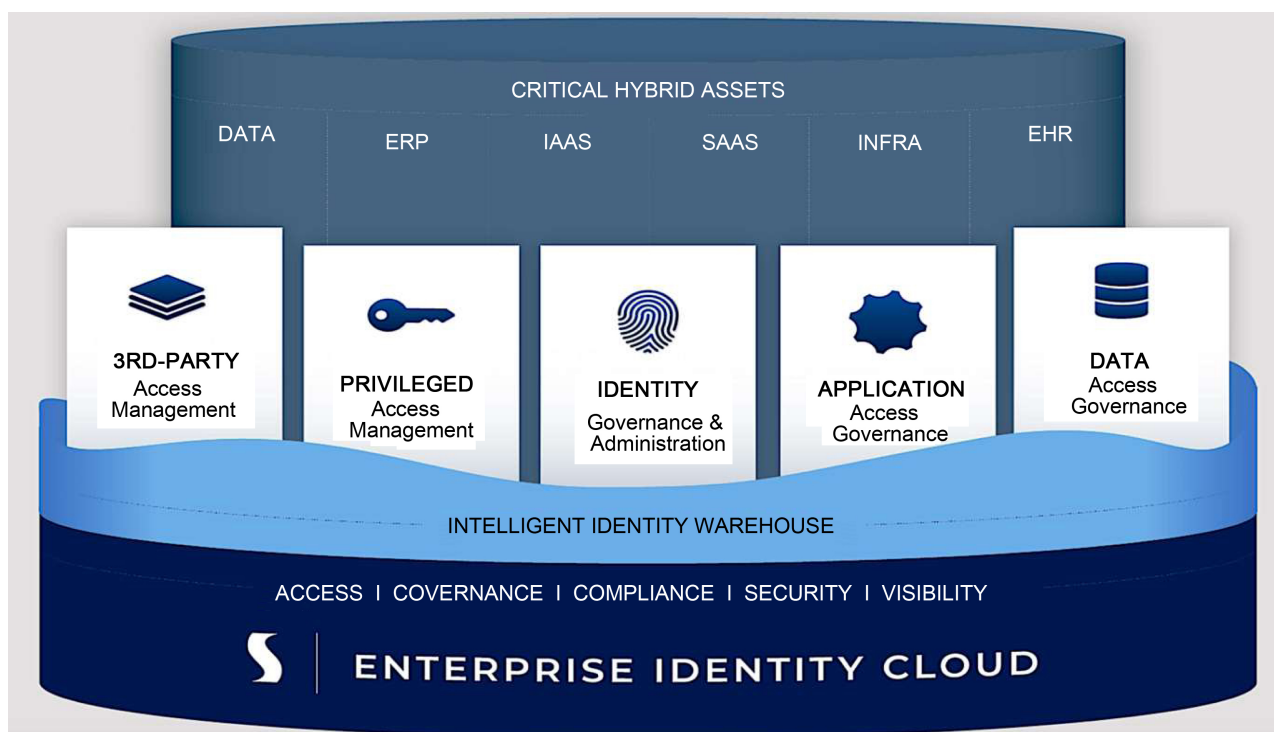 CRITICAL HYBRID ASSETS
DATA ERP IAAS SAAS INFRA EHR
3RD-PARTY
Access
Management
PRIVILEGED
Access
Management
IDENTITY
Governance &
Administration
APPLICATION
Access
Governance
DATA
Access
Governance
INTELLIGENT IDENTITY WAREHOUSE
ACCESS I COVERNANCE I COMPLIANCE I SECURITY I VISIBILITY
S | ENTERPRISE IDENTITY CLOUD